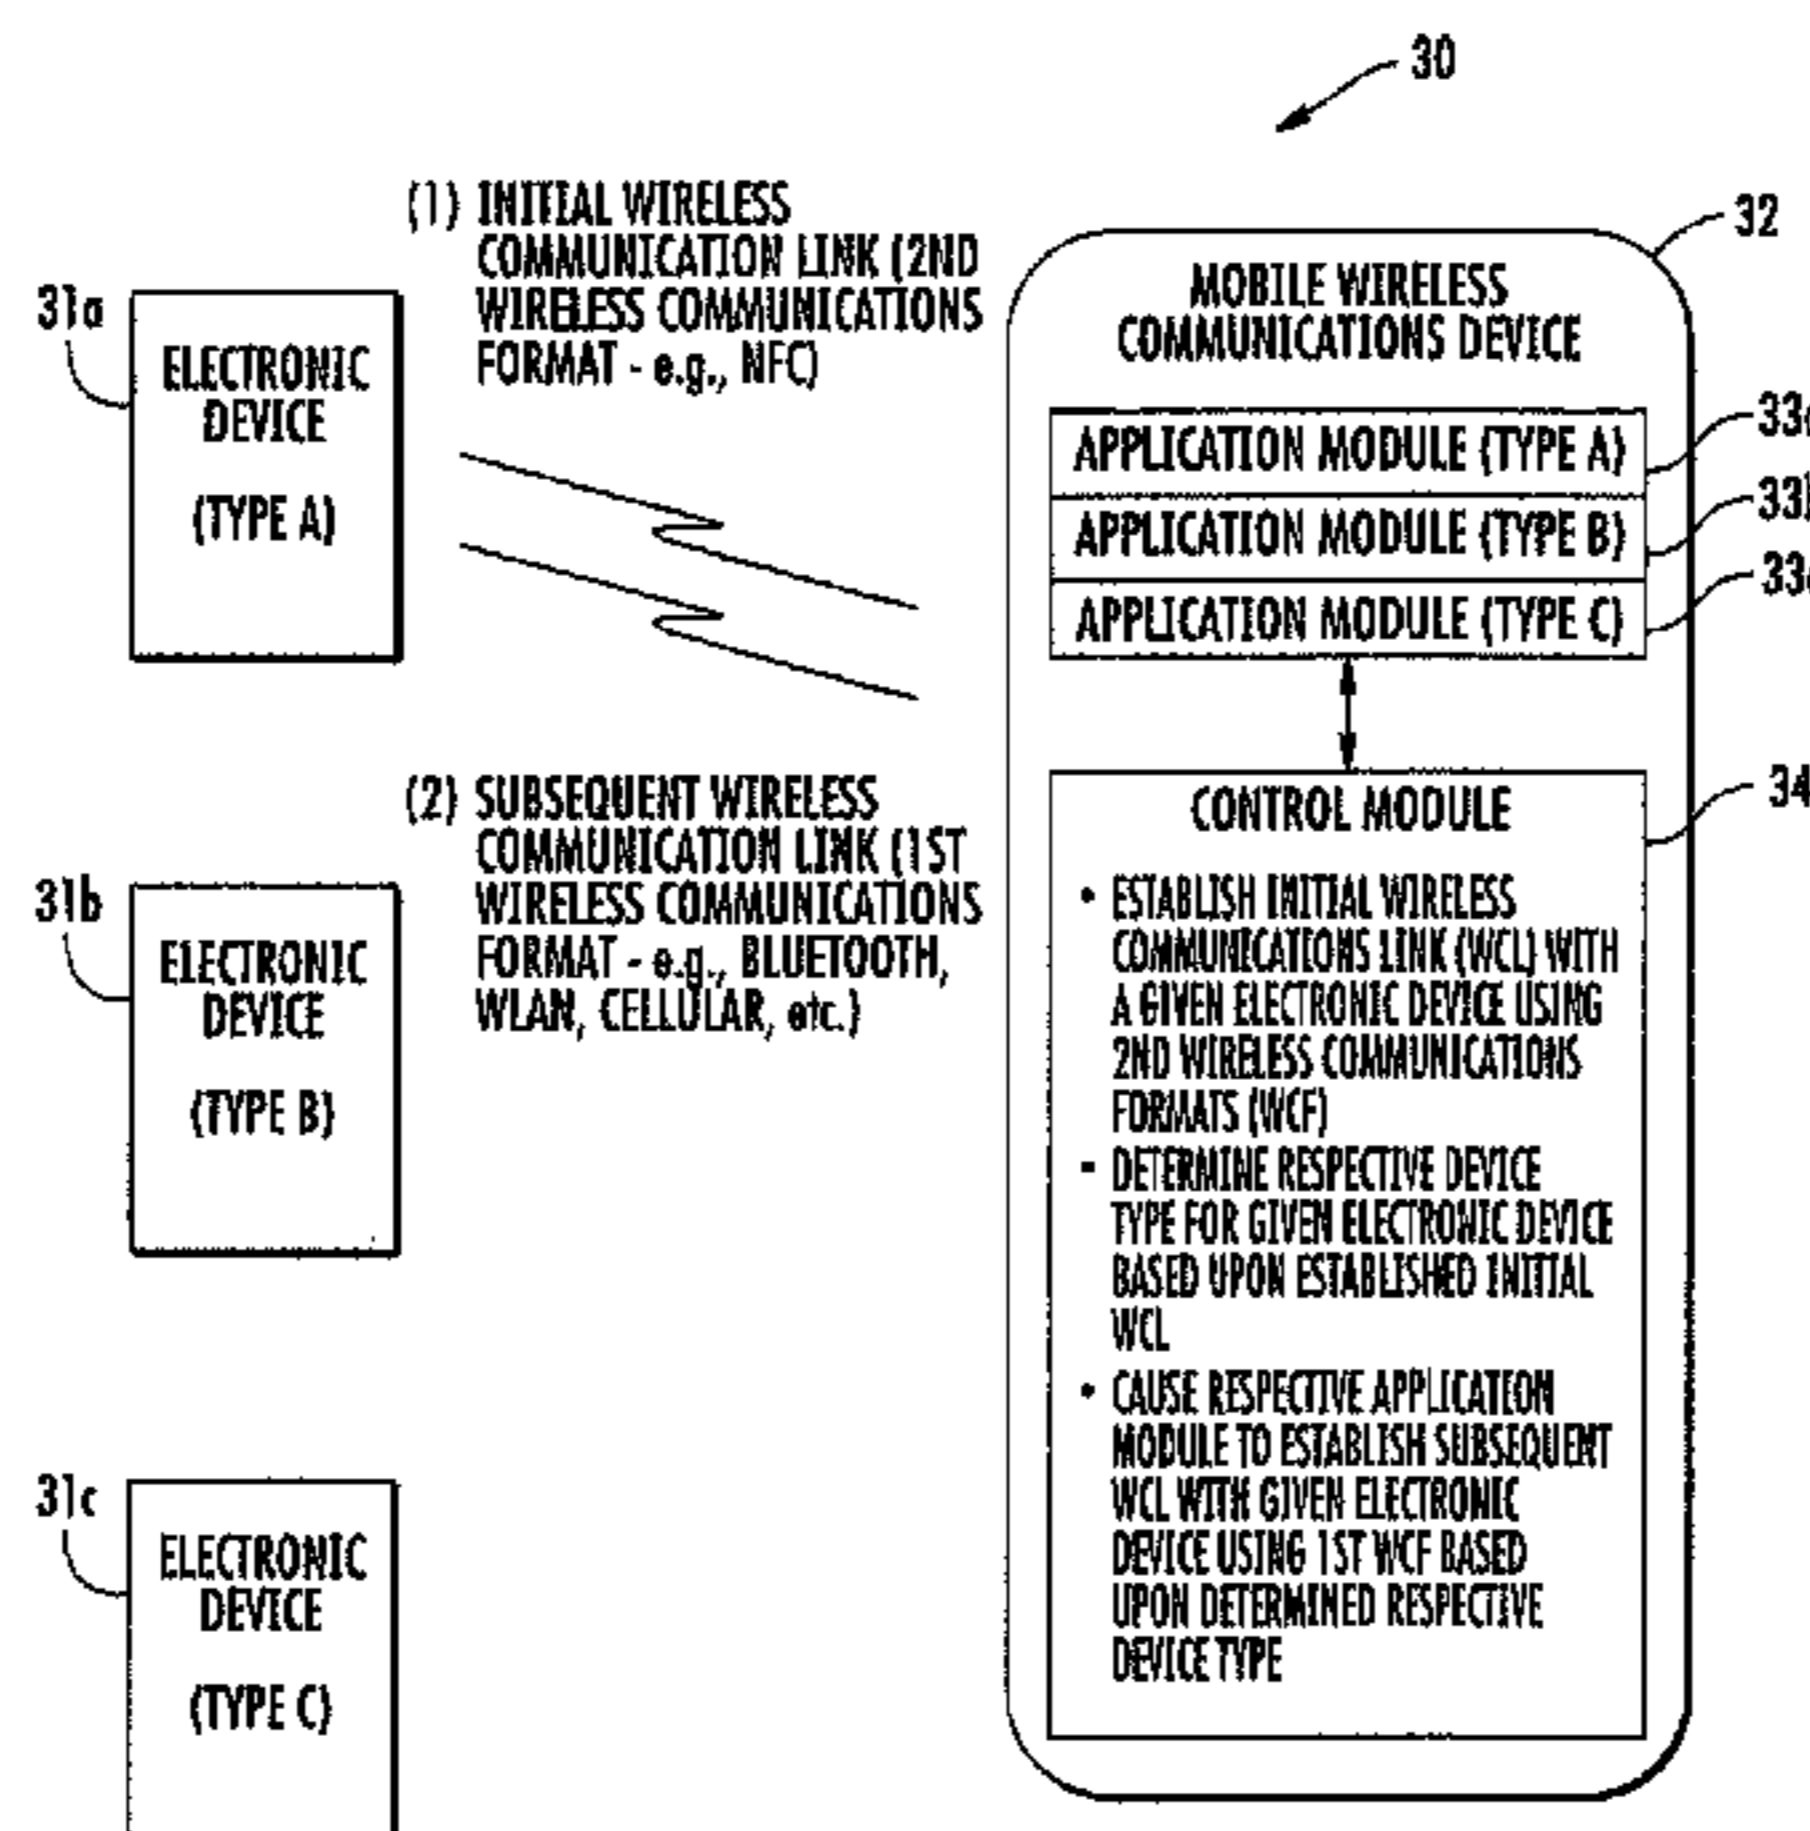 30
(1) INITIAL WIRELESS
COMMUNICATION LINK (2ND
WIRELESS COMMUNICATIONS
FORMAT - e.g., NFC)
31a
ELECTRONIC
DEVICE
(TYPE A)
(2) SUBSEQUENT WIRELESS
COMMUNICATION LINK (1ST
WIRELESS COMMUNICATIONS
FORMAT - e.g., BLUETOOTH,
WLAN, CELLULAR, etc.)
31b
ELECTRONIC
DEVICE
(TYPE B)
31c
ELECTRONIC
DEVICE
(TYPE C)
32
MOBILE WIRELESS
COMMUNICATIONS DEVICE
APPLICATION MODULE (TYPE A)
APPLICATION MODULE (TYPE B)
33b
APPLICATION MODULE (TYPE C)
34
CONTROL MODULE
• ESTABLISH INITIAL WIRELESS
COMMUNICATIONS LINK (WCL) WITH
A GIVEN ELECTRONIC DEVICE USING
2ND WIRELESS COMMUNICATIONS
FORMATS (WCF)
- DETERMINE RESPECTIVE DEVICE
TYPE FOR GIVEN ELECTRONIC DEVICE
BASED UPON ESTABLISHED INITIAL
WCL
• CAUSE RESPECTIVE APPLICATION
MODULE TO ESTABLISH SUBSEQUENT
WCL WITH GIVEN ELECTRONIC
DEVICE USING 1ST WCF BASED
UPON DETERMINED RESPECTIVE
DEVICE TYPE